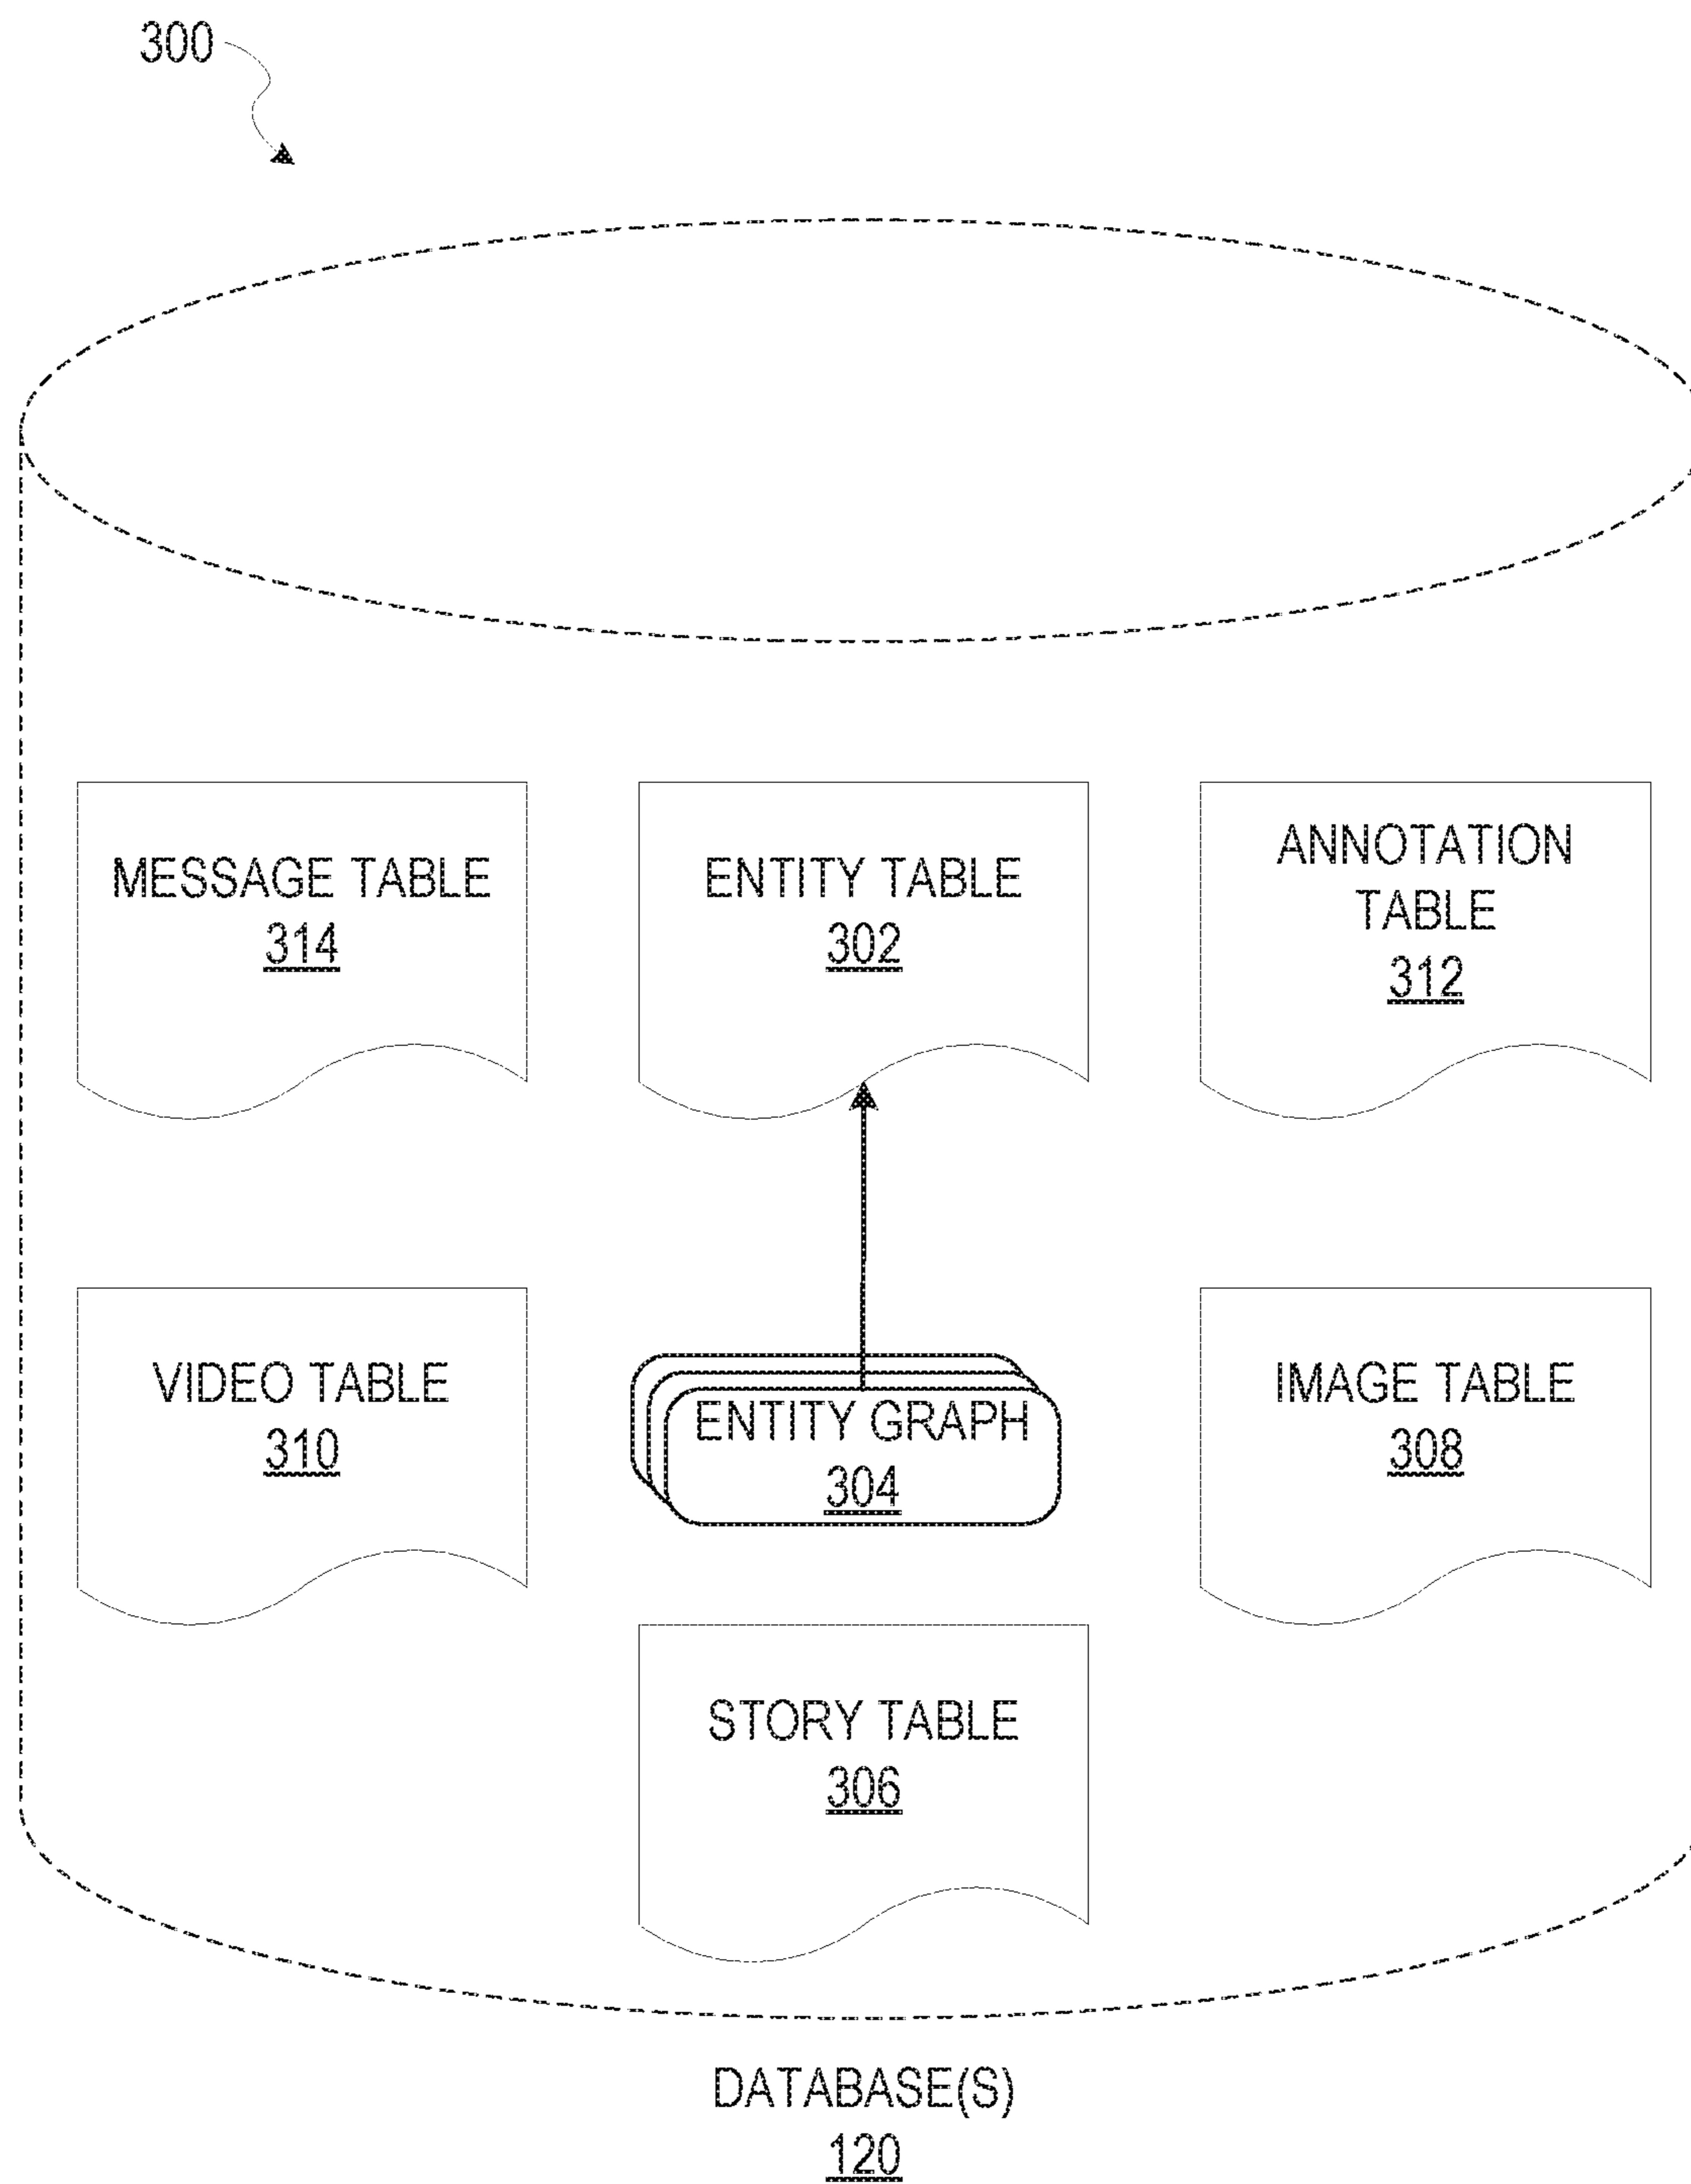 300
MESSAGE TABLE
314
ENTITY TABLE
302
ANNOTATION
TABLE
312
VIDEO TABLE
310
ENTITY GRAPH
304
IMAGE TABLE
308
STORY TABLE
306
DATABASE(S)
120